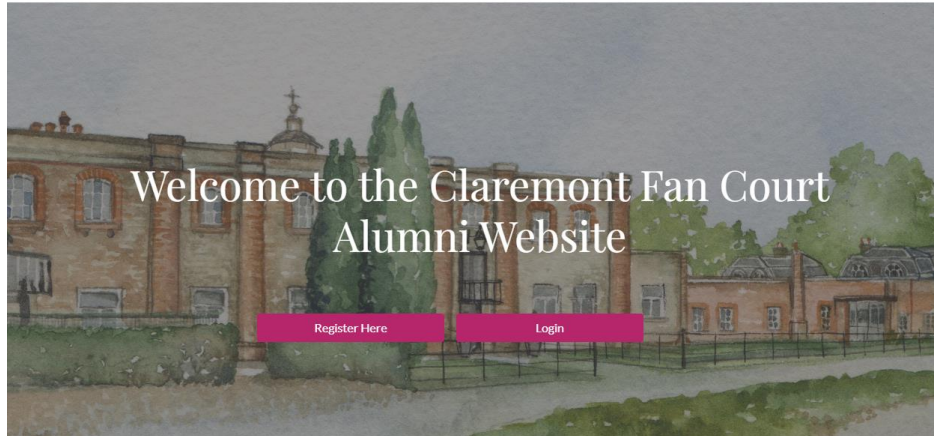 Welcome to the Claremont Fan Court
Alumni Website
Register Here
Login